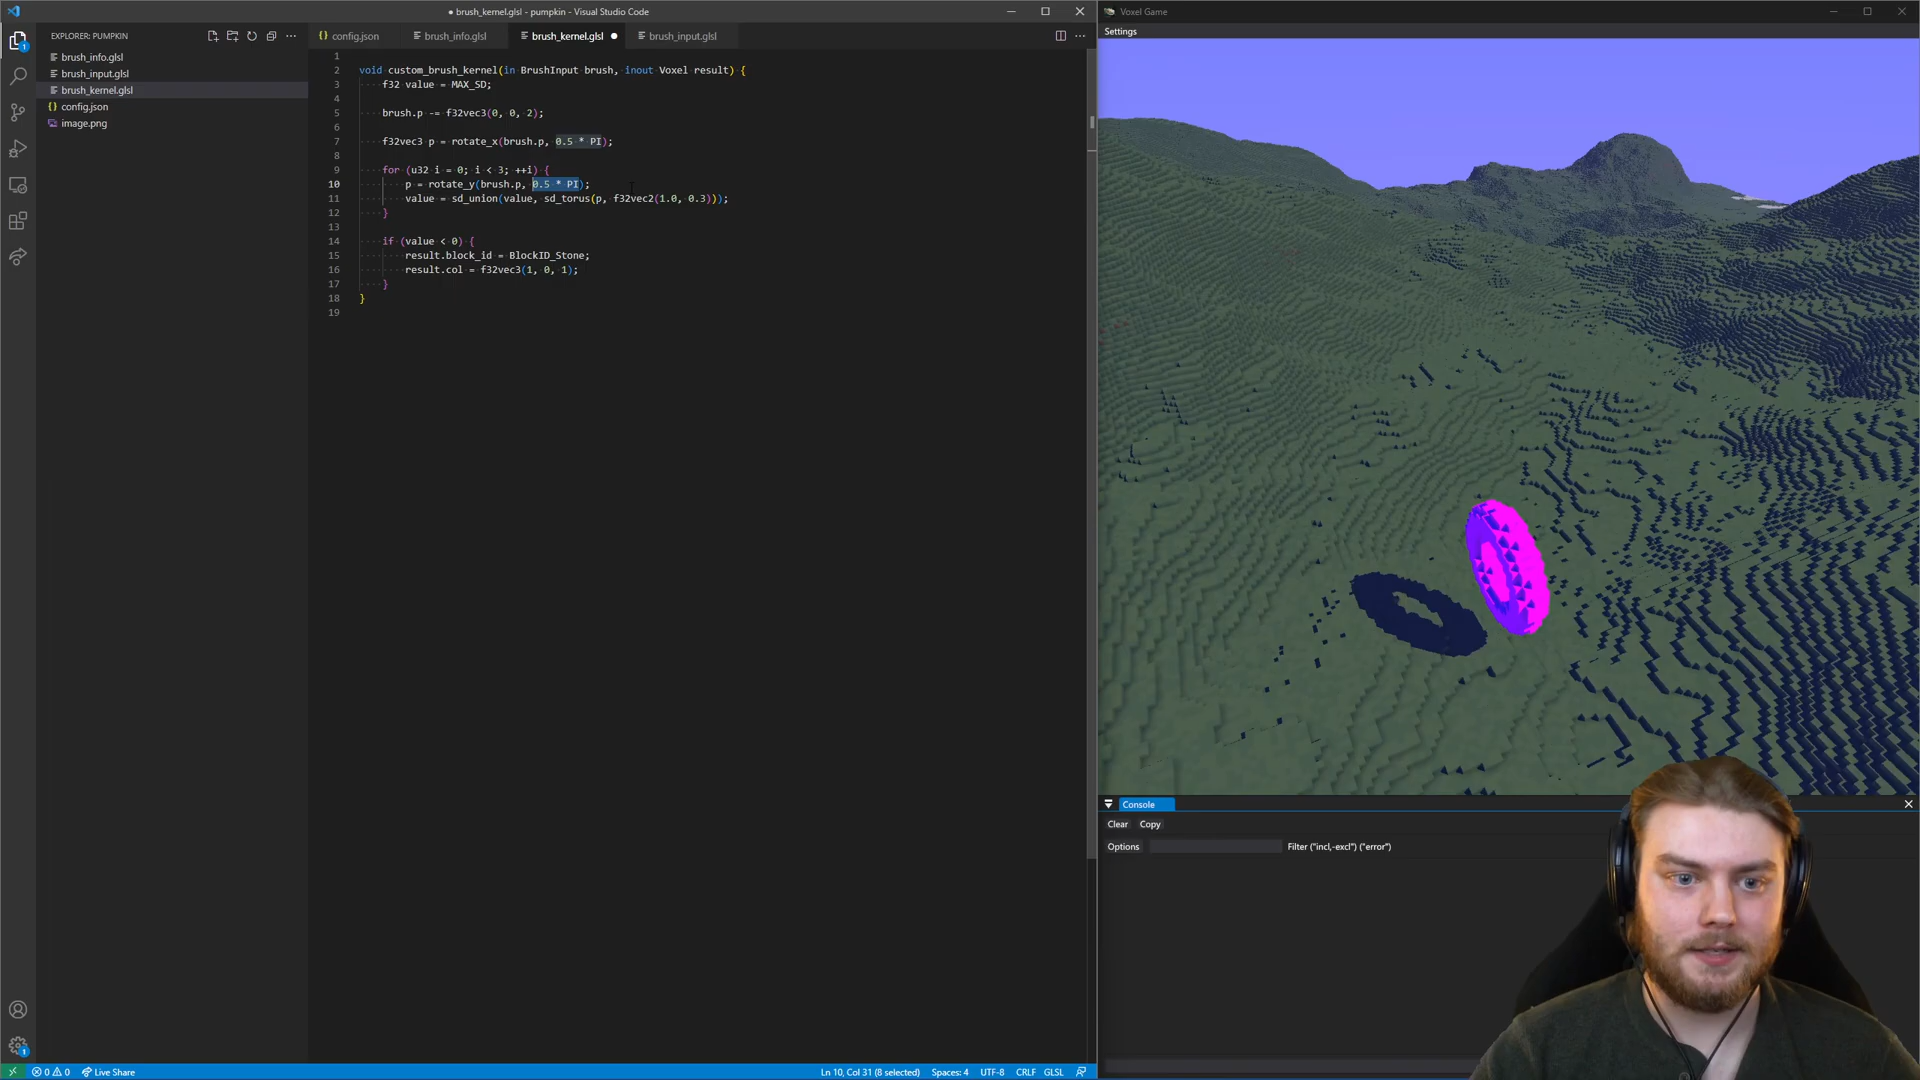 ● brush_kernel.glsl - pumpkin - Visual Studio Code
EXPLORER: PUMPKIN
brush_info.glsl
brush_input.glsl
brush_kernel.glsl
{} config.json
image.png
{} config.json
brush_info.glsl
brush_kernel.glsl ●
brush_input.glsl
1
2 void custom_brush_kernel(in BrushInput brush, inout Voxel result) {
3 f32 value = MAX_SD;
4
5 brush.p -= f32vec3(0, 0, 2);
6
7 f32vec3 p = rotate_x(brush.p, 0.5 * PI);
8
9 for (u32 i = 0; i < 3; ++i) {
10 p = rotate_y(brush.p, 0.5 * PI);
11 value = sd_union(value, sd_torus(p, f32vec2(1.0, 0.3)));
12 }
13
14 if (value < 0) {
15 result.block_id = BlockID_Stone;
16 result.col = f32vec3(1, 0, 1);
17 }
18 }
19
1
1
0 0 Live Share
Ln 10, Col 31 (8 selected) Spaces: 4 UTF-8 CRLF GLSL
Voxel Game
Settings
Console
Clear Copy
Options Filter ("incl,-excl") ("error")